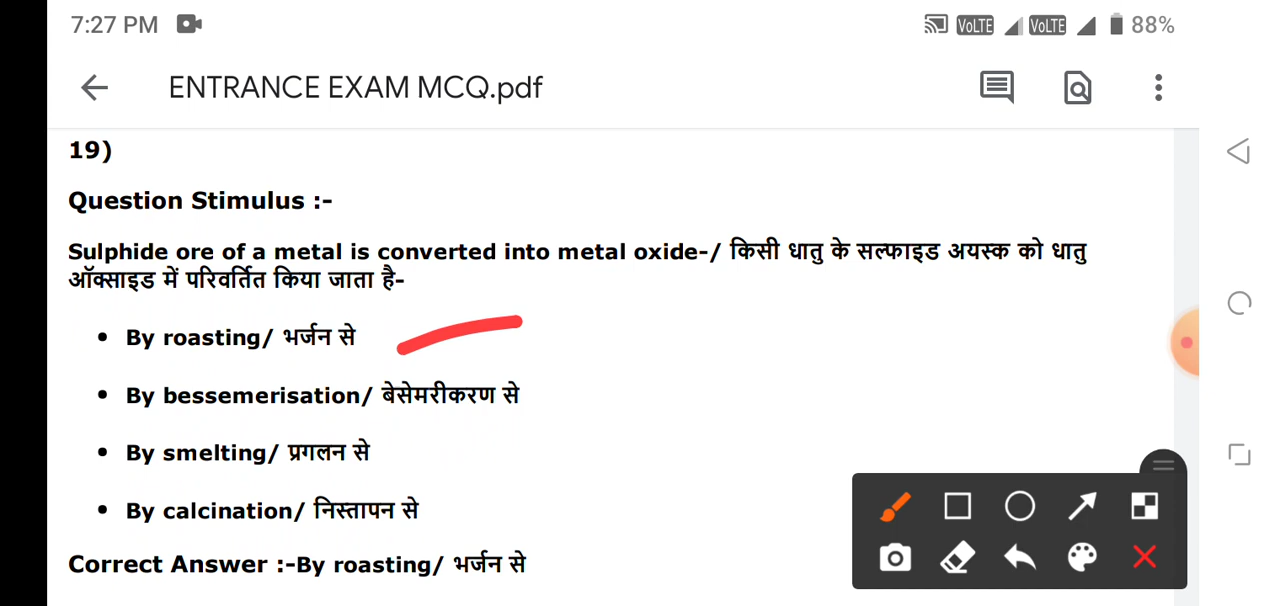 7:27 PM VoLTE VoLTE 88%
ENTRANCE EXAM MCQ.pdf
19)
Question Stimulus :-
Sulphide ore of a metal is converted into metal oxide-/ किसी धातु के सल्फाइड अयस्क को धातु
ऑक्साइड में परिवर्तित किया जाता है-
• By roasting/ भर्जन से
• By bessemerisation/ बेसेमरीकरण से
• By smelting/ प्रगलन से
• By calcination/ निस्तापन से
Correct Answer :-By roasting/ भर्जन से